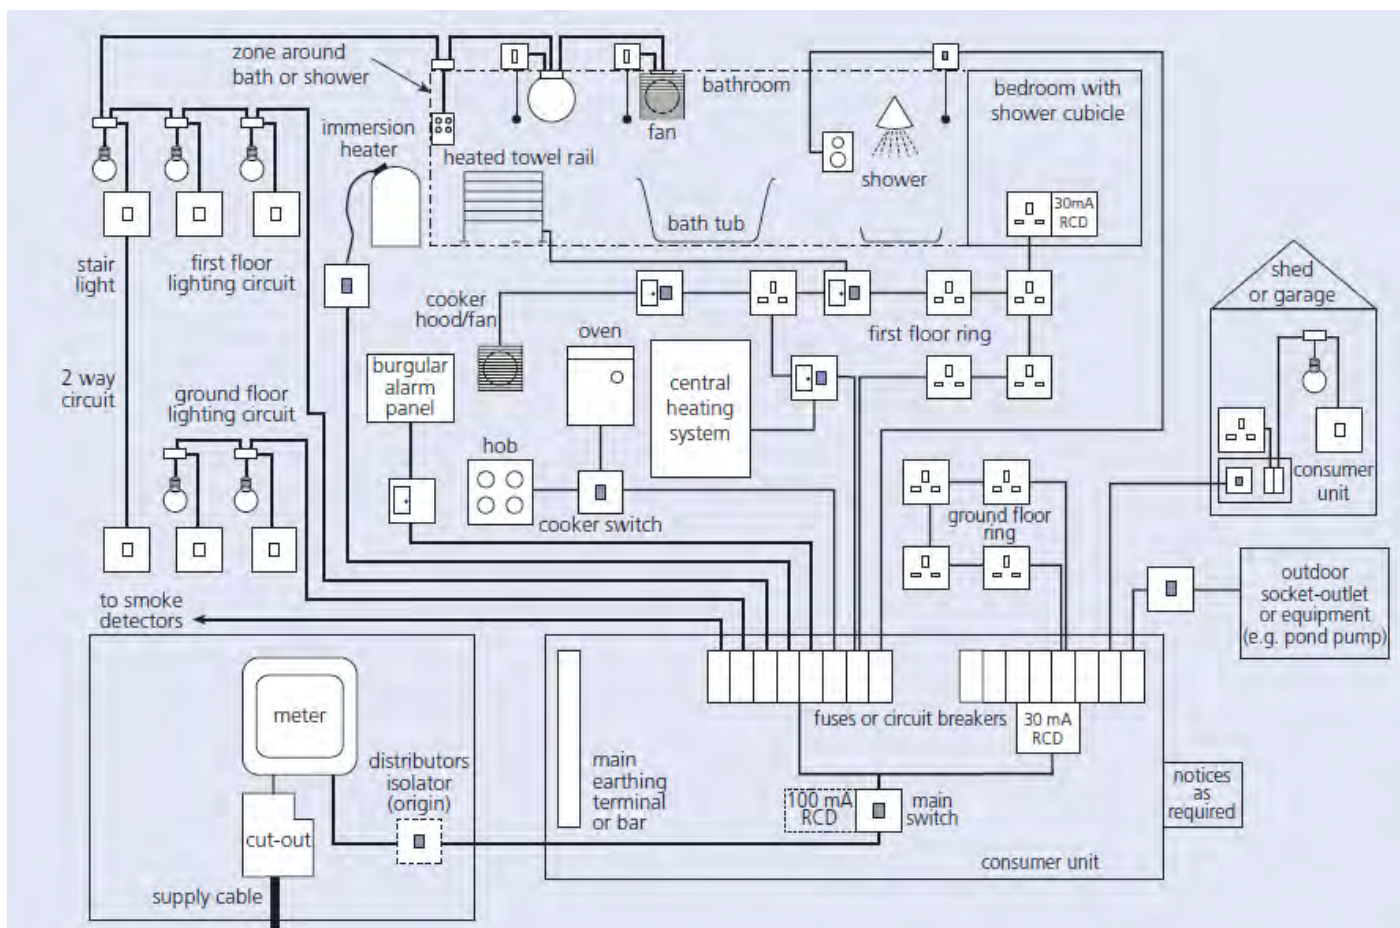 zone around
bath or shower
bathroom
bedroom with
shower cubicle
immersion
heater
fan
heated towel rail
shower
30mA
RCD
bath tub
stair
light
first floor
lighting circuit
cooker
hood/fan
oven
first floor ring
shed
or garage
2 way
circuit
ground floor
lighting circuit
burgular
alarm
panel
central
heating
system
hob
cooker switch
ground floor
ring
consumer
unit
to smoke
detectors
outdoor
socket-outlet
or equipment
(e.g. pond pump)
meter
fuses or circuit breakers
30 mA
RCD
distributors
isolator
(origin)
main
earthing
terminal
or bar
100 mA
RCD
main
switch
notices
as
required
cut-out
consumer unit
supply cable